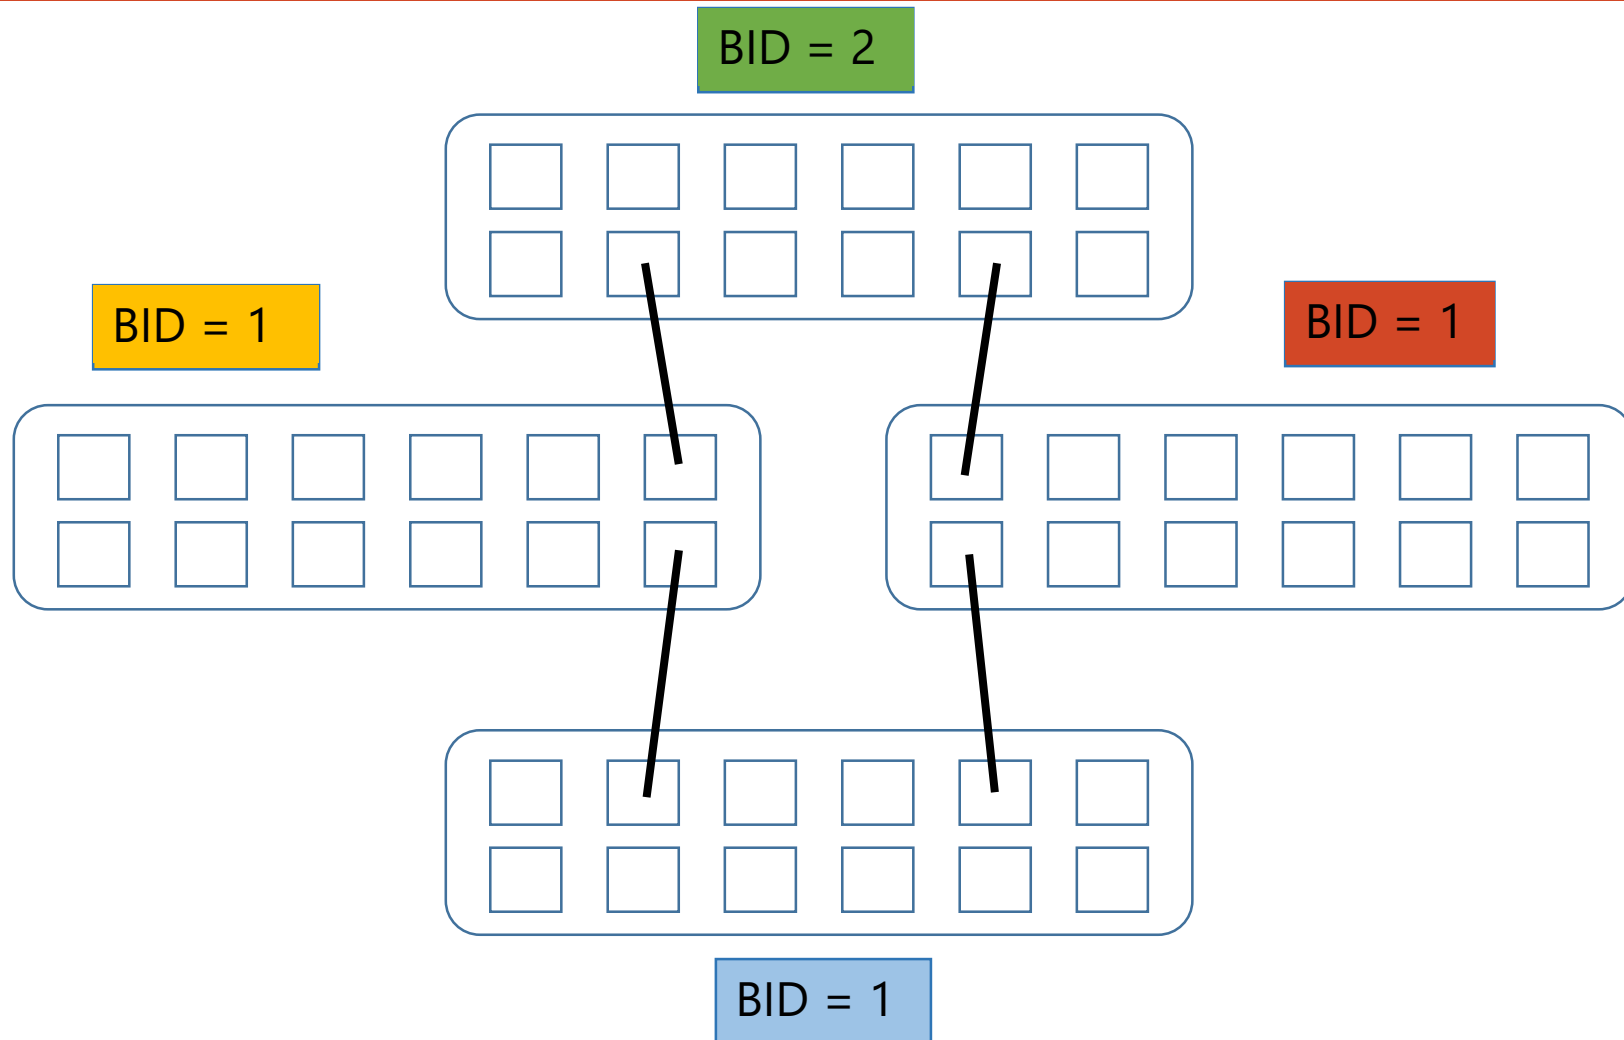 BID = 2
BID = 1
BID = 1
BID = 1